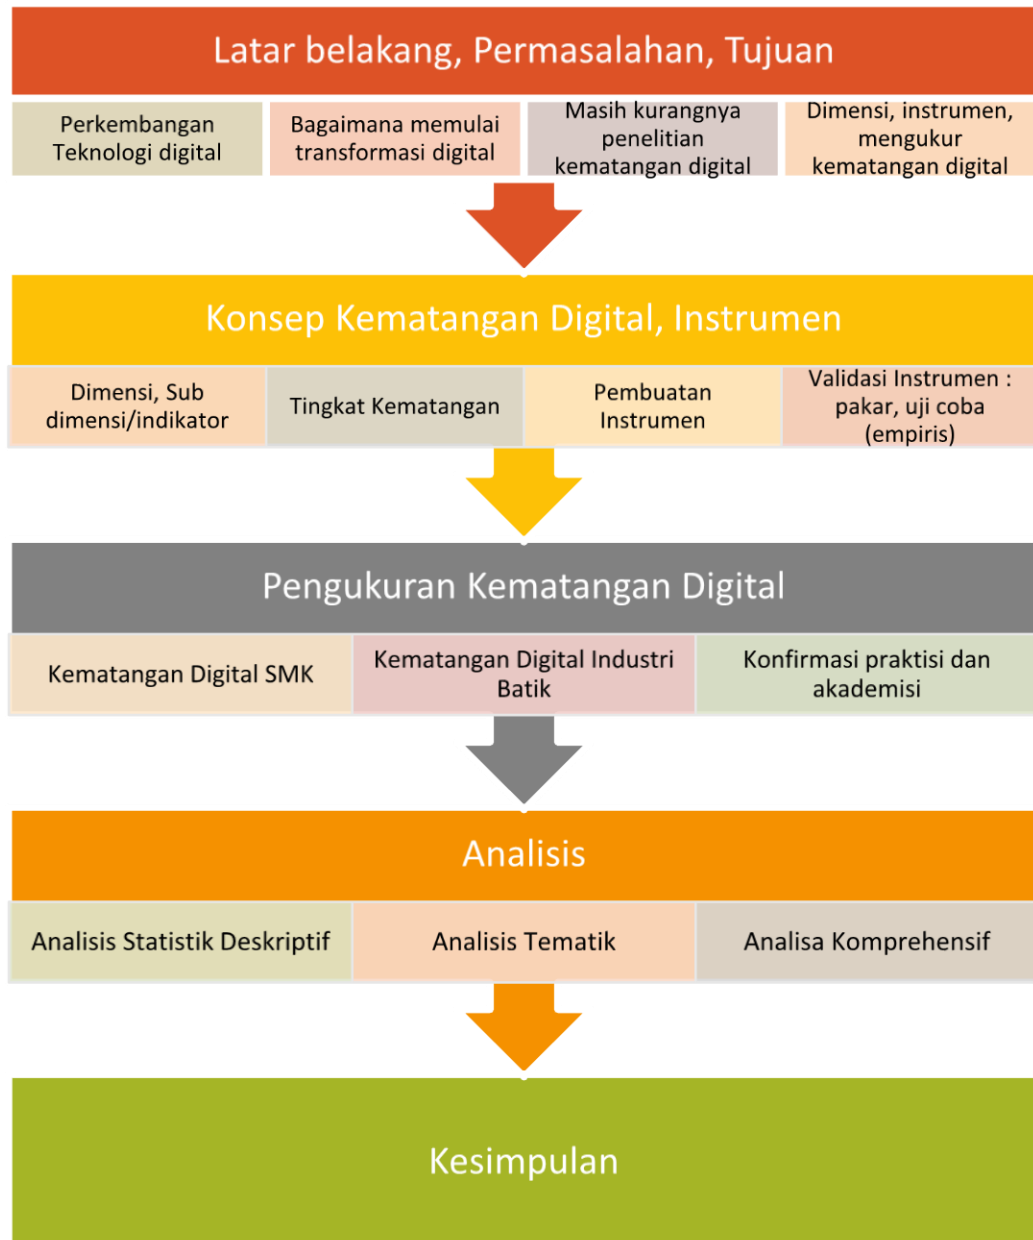 Latar belakang, Permasalahan, Tujuan
Perkembangan
Teknologi digital
Bagaimana memulai
transformasi digital
Masih kurangnya
penelitian
kematangan digital
Dimensi, instrumen,
mengukur
kematangan digital
Konsep Kematangan Digital, Instrumen
Dimensi, Sub
dimensi/indikator
Tingkat Kematangan
Pembuatan
Instrumen
Validasi Instrumen :
pakar, uji coba
(empiris)
Pengukuran Kematangan Digital
Kematangan Digital SMK
Kematangan Digital Industri
Batik
Konfirmasi praktisi dan
akademisi
Analisis
Analisis Statistik Deskriptif
Analisis Tematik
Analisa Komprehensif
Kesimpulan